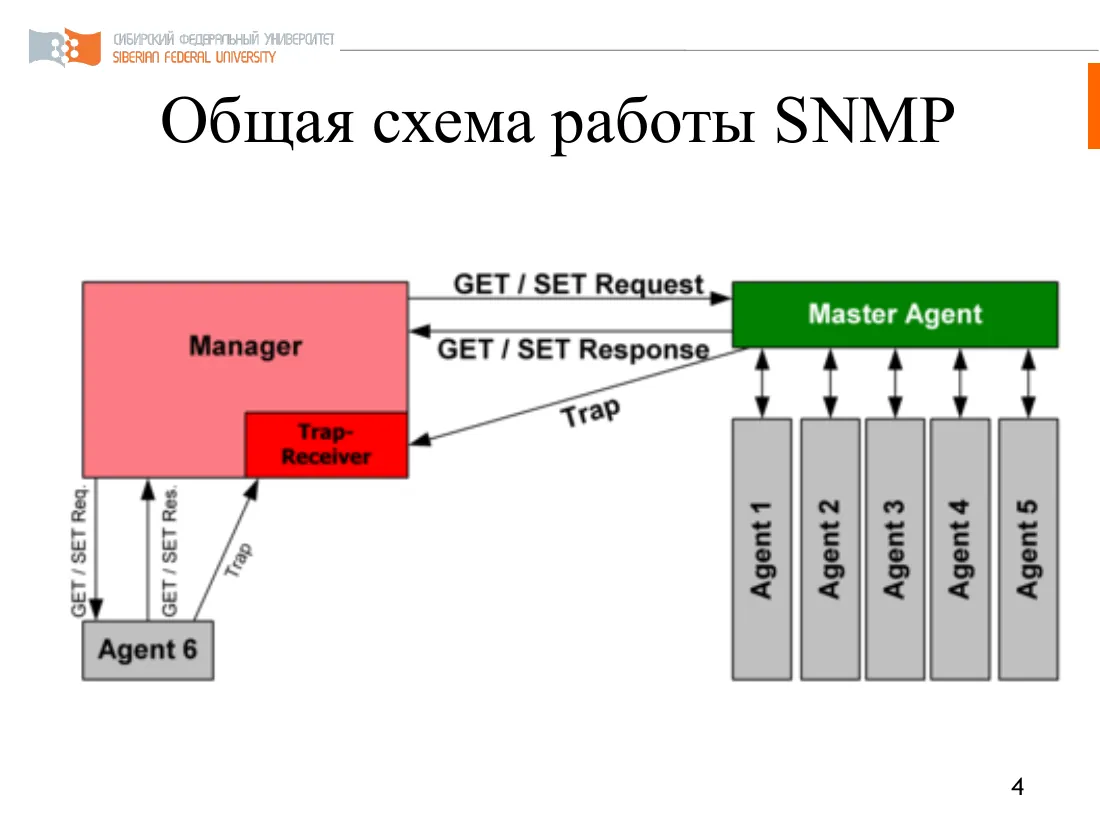 СИБИРСКИЙ ФЕДЕРАЛЬНЫЙ УНИВЕРСИТЕТ
SIBERIAN FEDERAL UNIVERSITY
Общая схема работы SNMP
GET / SET Request
Master Agent
Manager
GET / SET Response
Trap
Trap-
Receiver
GET / SET Req.
GET / SET Res.
Trap
Agent 1
Agent 2
Agent 3
Agent 4
Agent 5
Agent 6
4